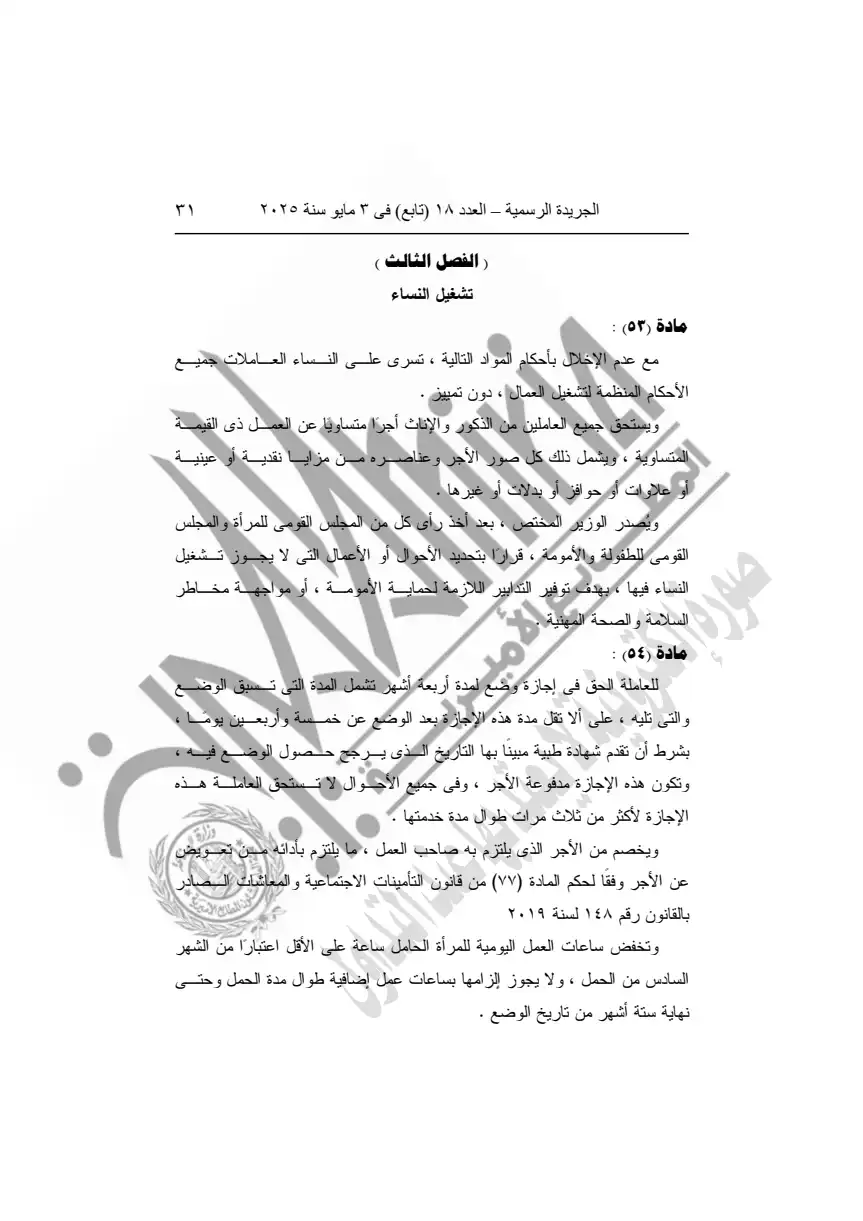 الجريدة الرسمية – العدد ١٨ (تابع) فى ٣ مايو سنة ٢٠٢٥ ٣١
( الفصل الثالث )
تشغيل النساء
مادة (٥٣) :
مع عدم الإخلال بأحكام المواد التالية ، تسرى على النساء العاملات جميع
الأحكام المنظمة لتشغيل العمال ، دون تمييز .
ويستحق جميع العاملين من الذكور والإناث أجرًا متساويًا عن العمل ذى القيمة
المتساوية ، ويشمل ذلك كل صور الأجر وعناصره من مزايا نقدية أو عينية
أو علاوات أو حوافز أو بدلات أو غيرها .
ويُصدر الوزير المختص ، بعد أخذ رأى كل من المجلس القومى للمرأة والمجلس
القومى للطفولة والأمومة ، قرارًا بتحديد الأحوال أو الأعمال التى لا يجوز تشغيل
النساء فيها ، بهدف توفير التدابير اللازمة لحماية الأمومة ، أو مواجهة مخاطر
السلامة والصحة المهنية .
مادة (٥٤) :
للعاملة الحق فى إجازة وضع لمدة أربعة أشهر تشمل المدة التى تسبق الوضع
والتى تليه ، على ألا تقل مدة هذه الإجازة بعد الوضع عن خمسة وأربعين يومًا ،
بشرط أن تقدم شهادة طبية مبينًا بها التاريخ الذى يرجح حصول الوضع فيه ،
وتكون هذه الإجازة مدفوعة الأجر ، وفى جميع الأحوال لا تستحق العاملة هذه
الإجازة لأكثر من ثلاث مرات طوال مدة خدمتها .
ويخصم من الأجر الذى يلتزم به صاحب العمل ، ما يلتزم بأدائه من تعويض
عن الأجر وفقًا لحكم المادة (٧٧) من قانون التأمينات الاجتماعية والمعاشات الصادر
بالقانون رقم ١٤٨ لسنة ٢٠١٩
وتخفض ساعات العمل اليومية للمرأة الحامل ساعة على الأقل اعتبارًا من الشهر
السادس من الحمل ، ولا يجوز إلزامها بساعات عمل إضافية طوال مدة الحمل وحتى
نهاية ستة أشهر من تاريخ الوضع .